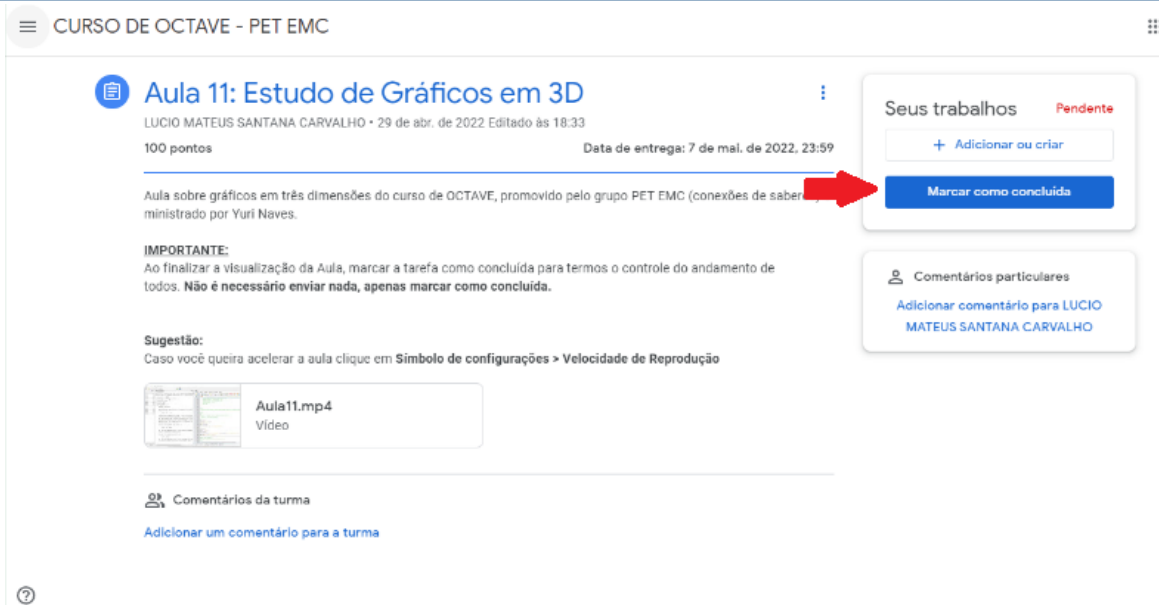 CURSO DE OCTAVE - PET EMC
Aula 11: Estudo de Gráficos em 3D
LUCIO MATEUS SANTANA CARVALHO • 29 de abr. de 2022 Editado às 18:33
100 pontos
Data de entrega: 7 de mai. de 2022, 23:59
Aula sobre gráficos em três dimensões do curso de OCTAVE, promovido pelo grupo PET EMC (conexões de
ministrado por Yuri Naves.
IMPORTANTE:
Ao finalizar a visualização da Aula, marcar a tarefa como concluída para termos o controle do andamento de
todos. Não é necessário enviar nada, apenas marcar como concluída.
Sugestão:
Caso você queira acelerar a aula clique em Símbolo de configurações > Velocidade de Reprodução
Aula11.mp4
Vídeo
Comentários da turma
Adicionar um comentário para a turma
Seus trabalhos
Pendente
+ Adicionar ou criar
Marcar como concluída
Comentários particulares
Adicionar comentário para LUCIO
MATEUS SANTANA CARVALHO